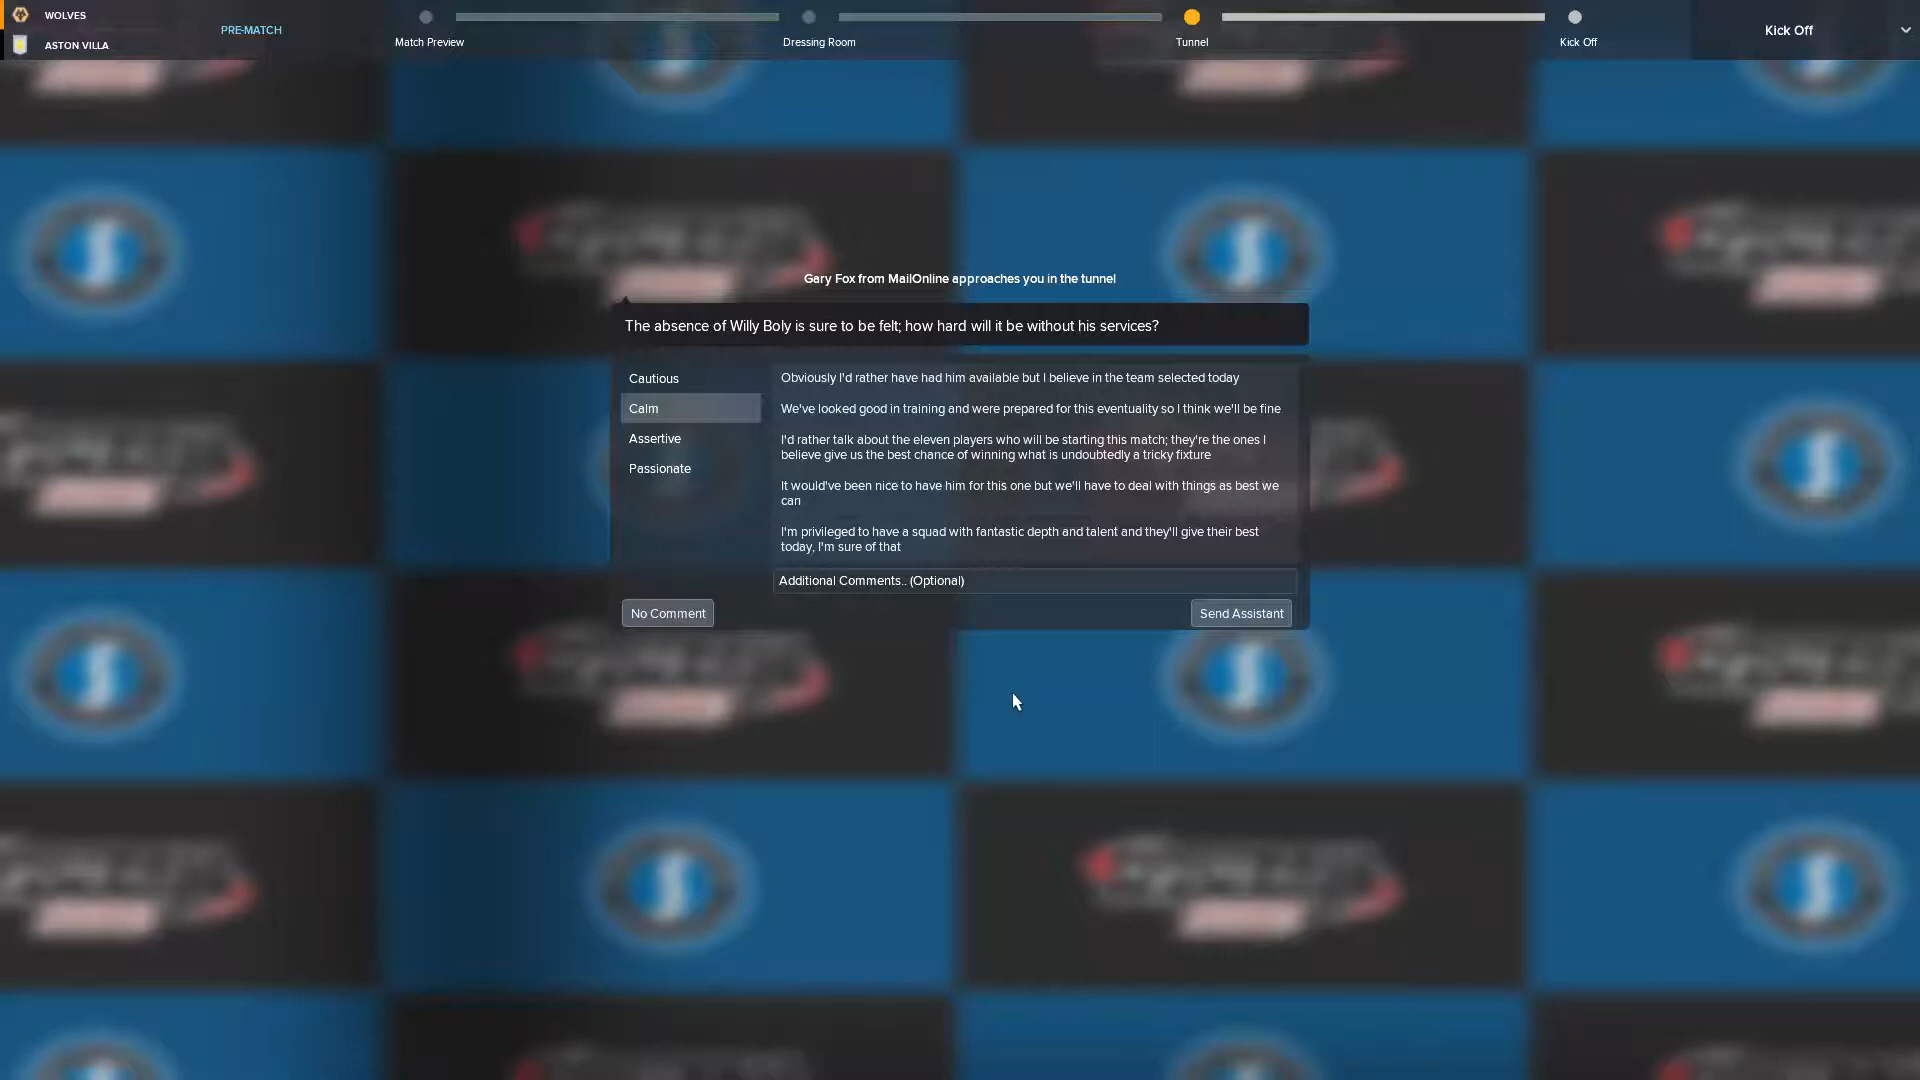 WOLVES
ASTON VILLA
PRE-MATCH
Match Preview
Dressing Room
Tunnel
Kick Off
Kick Off
Gary Fox from MailOnline approaches you in the tunnel
The absence of Willy Boly is sure to be felt; how hard will it be without his services?
Cautious
Calm
Assertive
Passionate
Obviously I'd rather have had him available but I believe in the team selected today
We've looked good in training and were prepared for this eventuality so I think we'll be fine
I'd rather talk about the eleven players who will be starting this match; they're the ones I
believe give us the best chance of winning what is undoubtedly a tricky fixture
It would've been nice to have him for this one but we'll have to deal with things as best we
can
I'm privileged to have a squad with fantastic depth and talent and they'll give their best
today, I'm sure of that
Additional Comments.. (Optional)
No Comment
Send Assistant